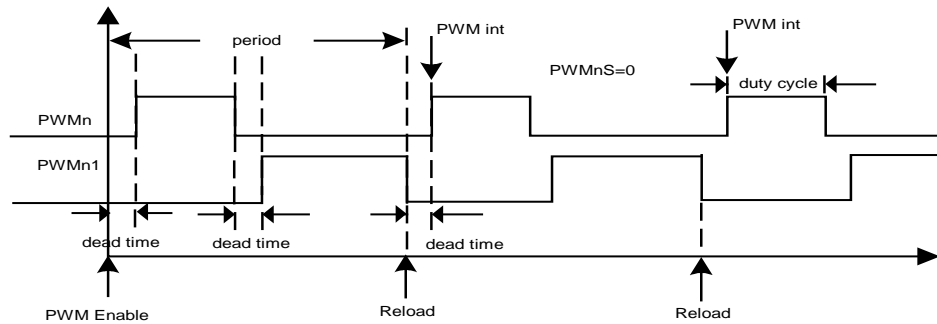 period
PWM int
PWM int
PWMnS=0
duty cycle
PWMn
PWMn1
dead time
dead time
dead time
PWM Enable
Reload
Reload